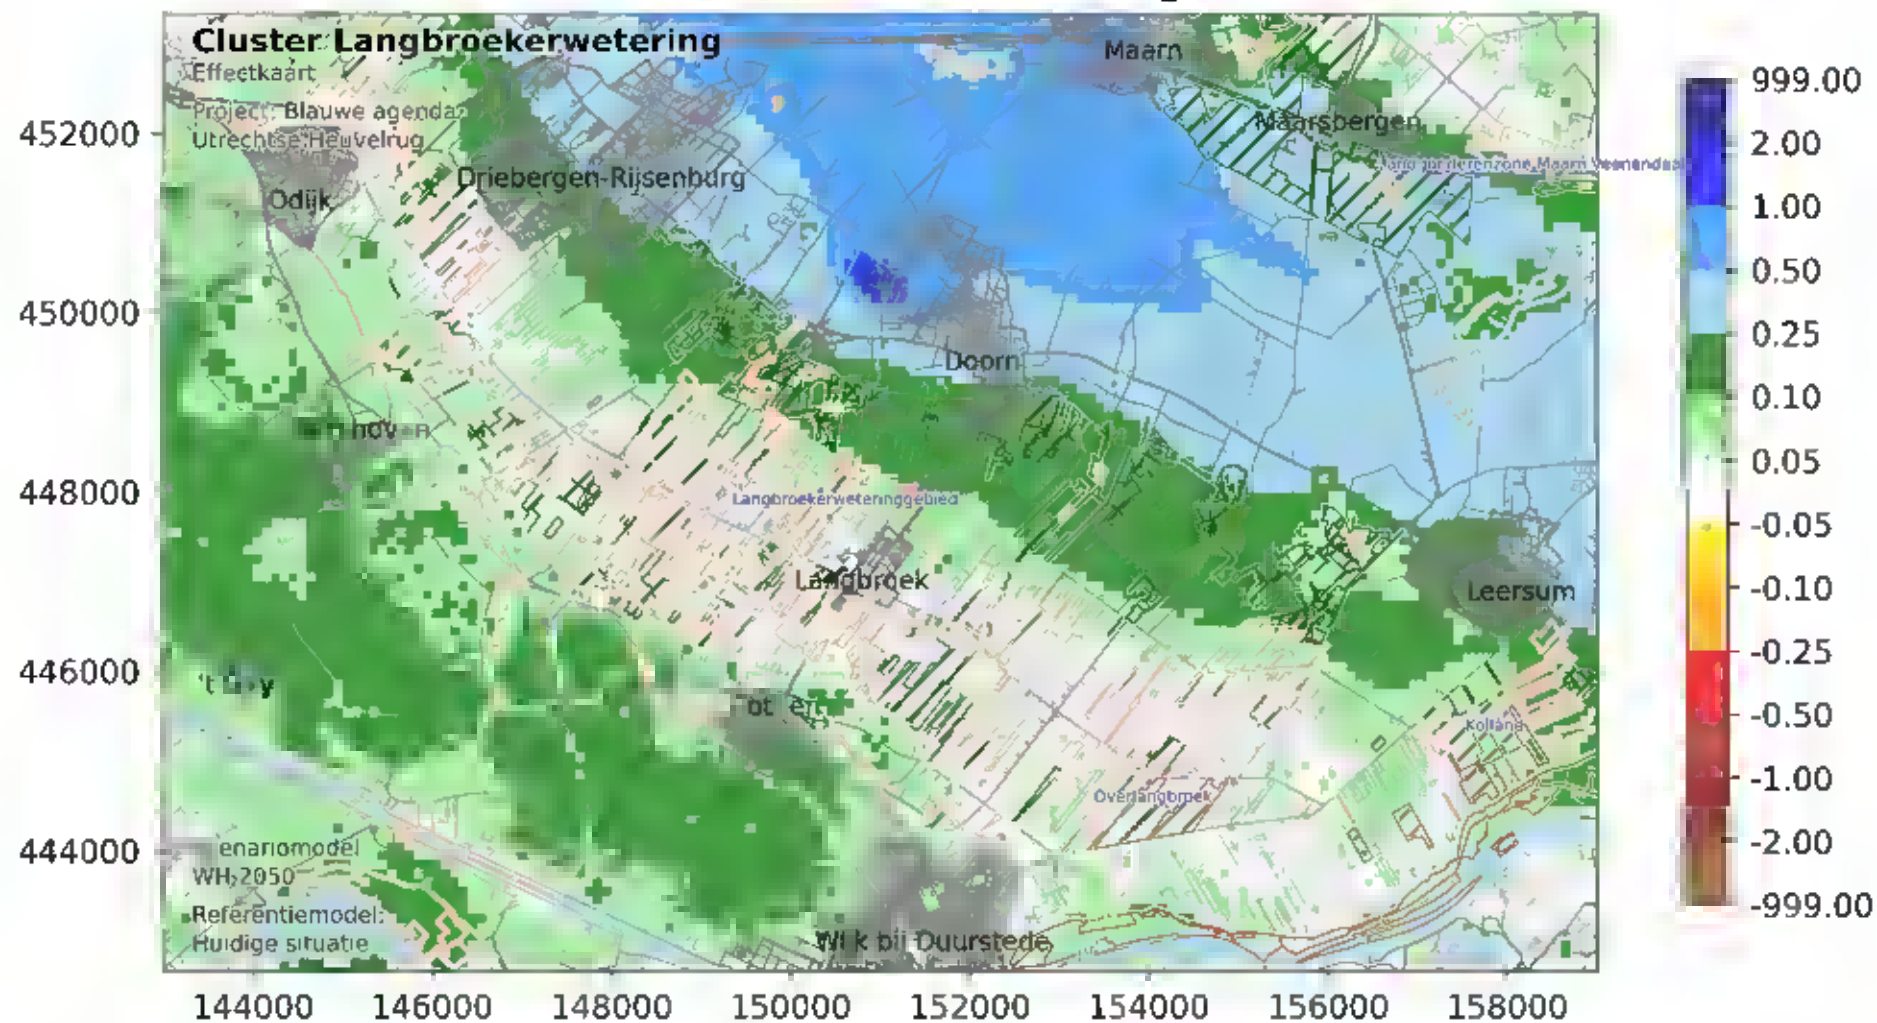 Cluster Langbroekerwetering
Effectkaart
Project: Blauwe agenda
Utrechtse Heuvelrug
Maarn
Maarsbergen
Driebergen-Rijsenburg
Odijk
Doorn
Langbroekerweteringgebied
Langbroek
Leersum
Kolland
Overlangbroek
WH,2050
Referentiemodel:
Huidige situatie
bij Duurstede
452000
450000
448000
446000
444000
144000 146000 148000 150000 152000 154000 156000 158000
999.00
2.00
1.00
0.50
0.25
0.10
0.05
-0.05
-0.10
-0.25
-0.50
-1.00
-2.00
-999.00